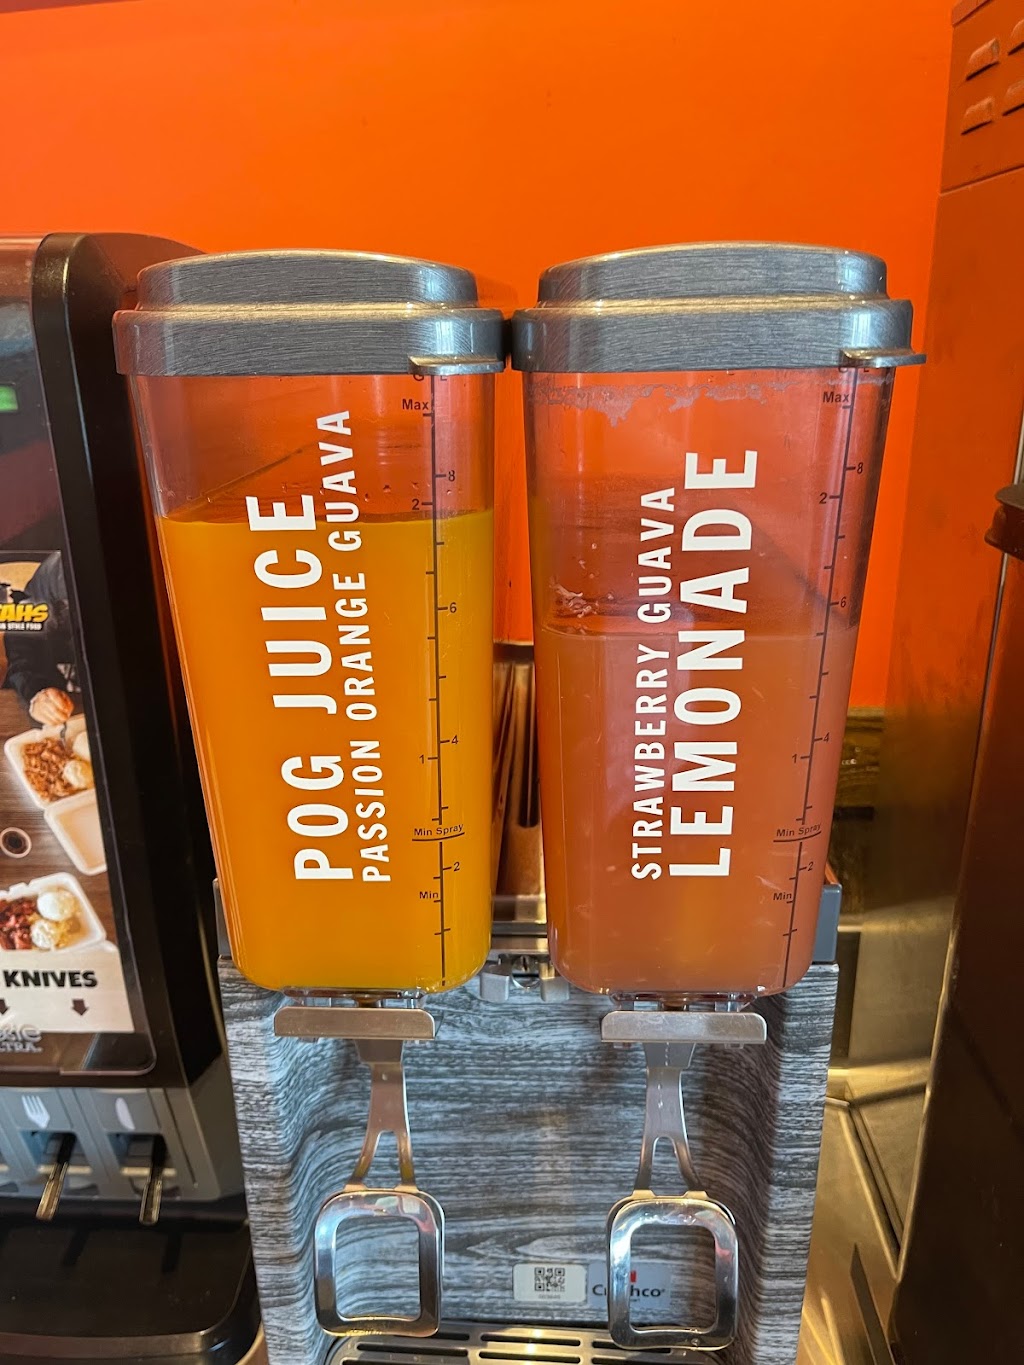 POG JUICE
PASSION ORANGE GUAVA
STRAWBERRY GUAVA
LEMONADE
G L
Max
8
2
6
4
1
Min Spray
2
Min
L
Max
8
2
6
4
1
Min Spray
2
Min
AHS
KNIVES